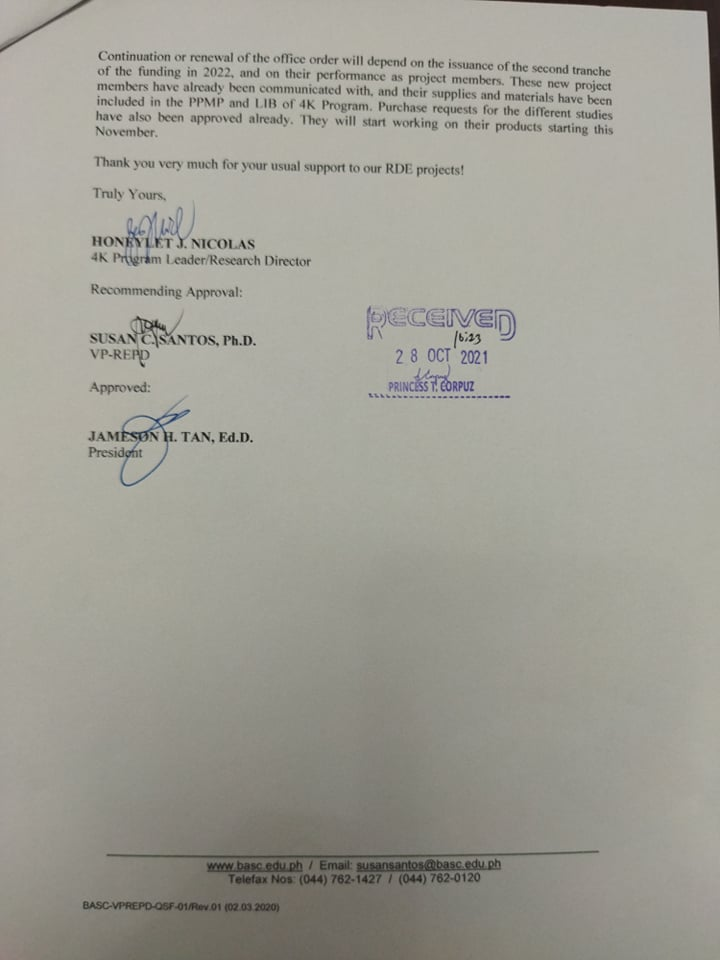 Continuation or renewal of the office order will depend on the issuance of the second tranche
of the funding in 2022, and on their performance as project members. These new project
members have already been communicated with, and their supplies and materials have been
included in the PPMP and LIB of 4K Program. Purchase requests for the different studies
have also been approved already. They will start working on their products starting this
November.
Thank you very much for your usual support to our RDE projects!
Truly Yours,
HONEYLET J. NICOLAS
4K Program Leader/Research Director
Recommending Approval:
SUSAN C. SANTOS, Ph.D.
VP-REPD
RECEIVED
10:23
28 OCT 2021
PRINCESS T. CORPUZ
Approved:
JAMESON H. TAN, Ed.D.
President
www.basc.edu.ph / Email: susansantos@basc.edu.ph
Telefax Nos: (044) 762-1427 / (044) 762-0120
BASC-VPREPD-QSF-01/Rev.01 (02.03.2020)